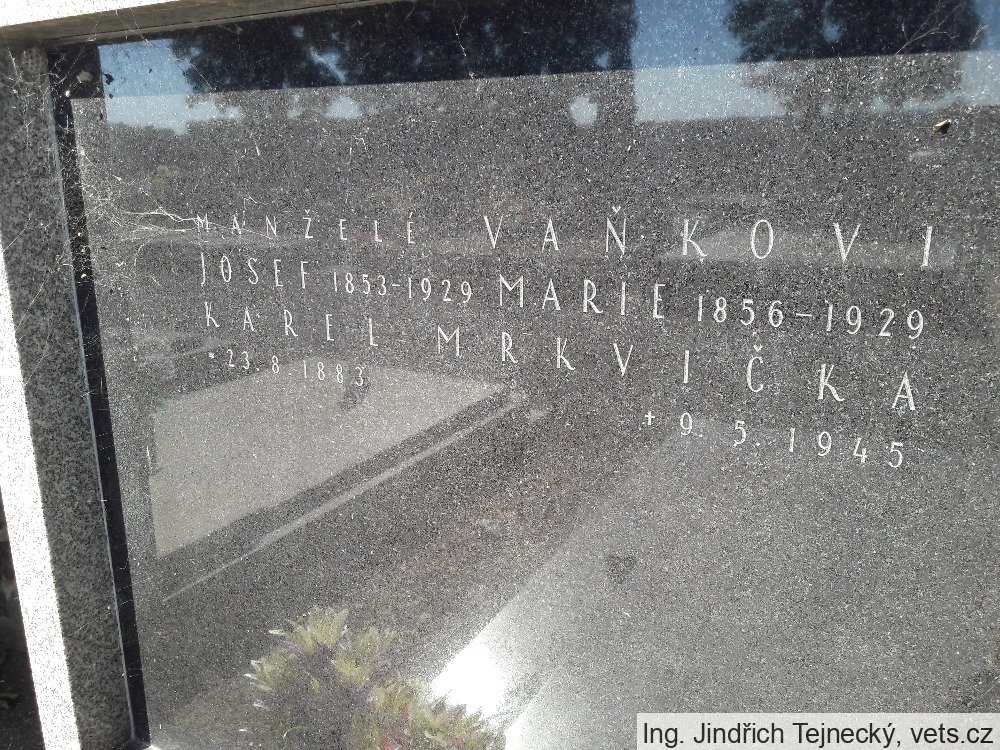 MANŽELÉ VAŇKOVI
JOSEF 1853-1929 MARIE 1856-1929
KAREL MRKVIČKA
* 23. 8. 1883
† 9. 5. 1945
Ing. Jindřich Tejnecký, vets.cz